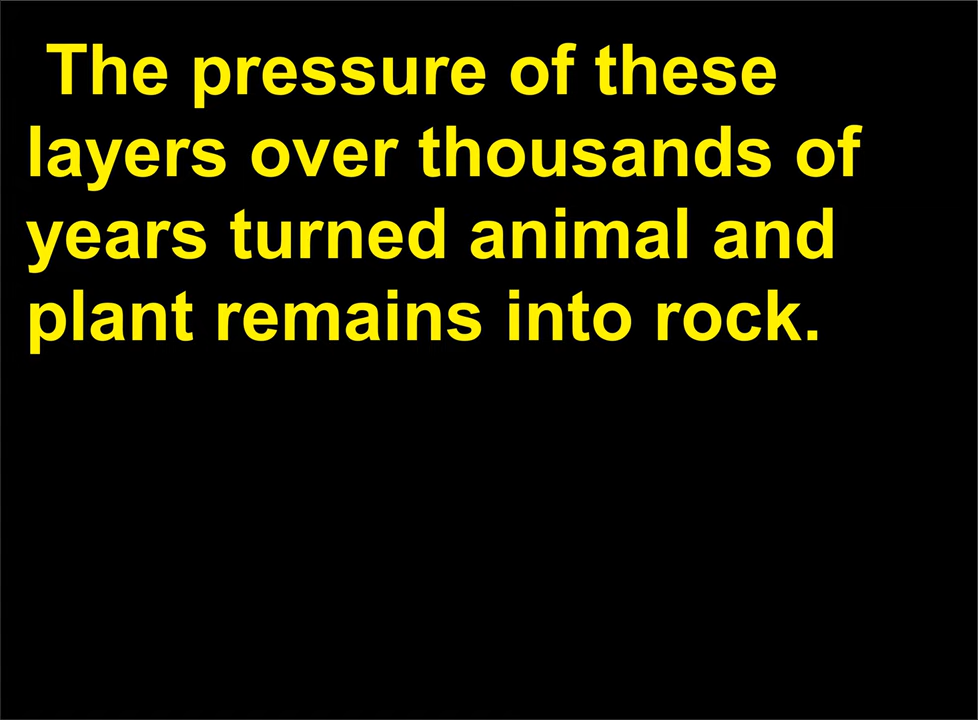 The pressure of these
layers over thousands of
years turned animal and
plant remains into rock.